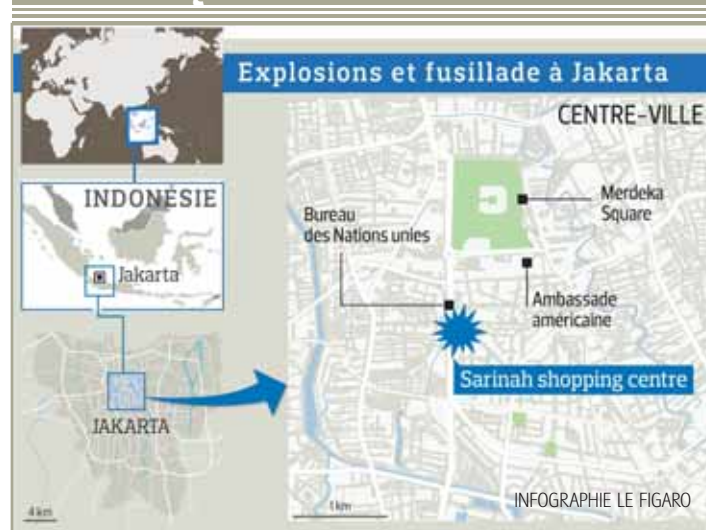 Explosions et fusillade à Jakarta
INDONÉSIE
Jakarta
JAKARTA
4 km
CENTRE-VILLE
Merdeka
Square
Bureau
des Nations unies
Ambassade
américaine
Sarinah shopping centre
1 km
INFOGRAPHIE LE FIGARO